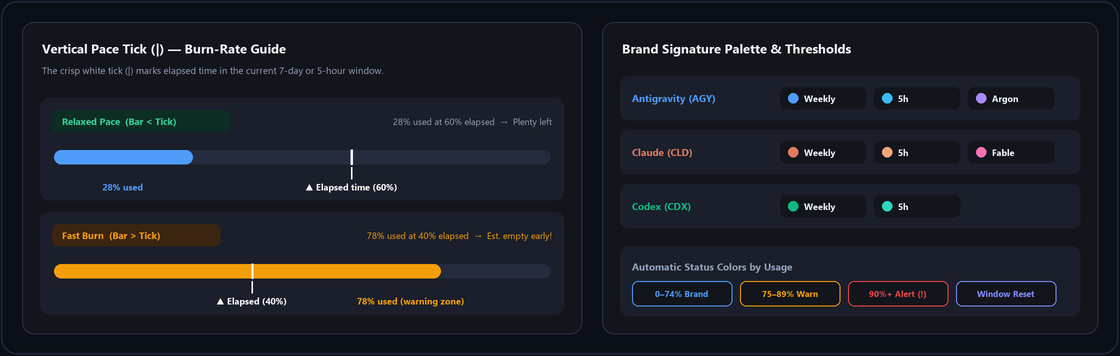 Vertical Pace Tick (|) — Burn-Rate Guide
The crisp white tick (|) marks elapsed time in the current 7-day or 5-hour window.
Relaxed Pace (Bar < Tick)
28% used at 60% elapsed → Plenty left
28% used
▲ Elapsed time (60%)
Fast Burn (Bar > Tick)
78% used at 40% elapsed → Est. empty early!
▲ Elapsed (40%)
78% used (warning zone)
Brand Signature Palette & Thresholds
Antigravity (AGY)
Weekly
5h
Argon
Claude (CLD)
Weekly
5h
Fable
Codex (CDX)
Weekly
5h
Automatic Status Colors by Usage
0–74% Brand
75–89% Warn
90%+ Alert (!)
Window Reset